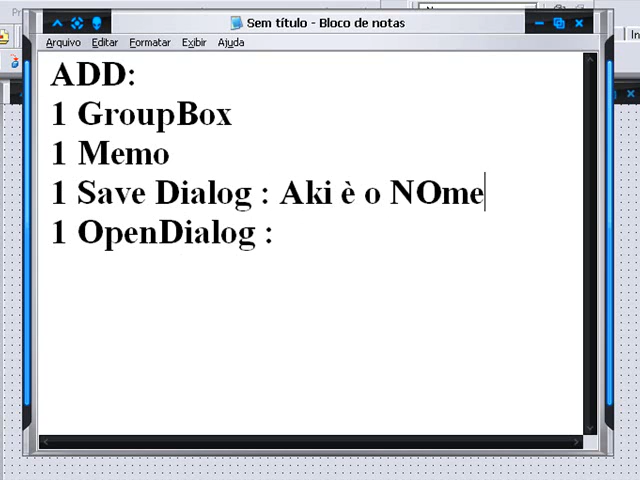 Sem título - Bloco de notas
Arquivo Editar Formatar Exibir Ajuda
ADD:
1 GroupBox
1 Memo
1 Save Dialog : Aki è o NOme
1 OpenDialog :